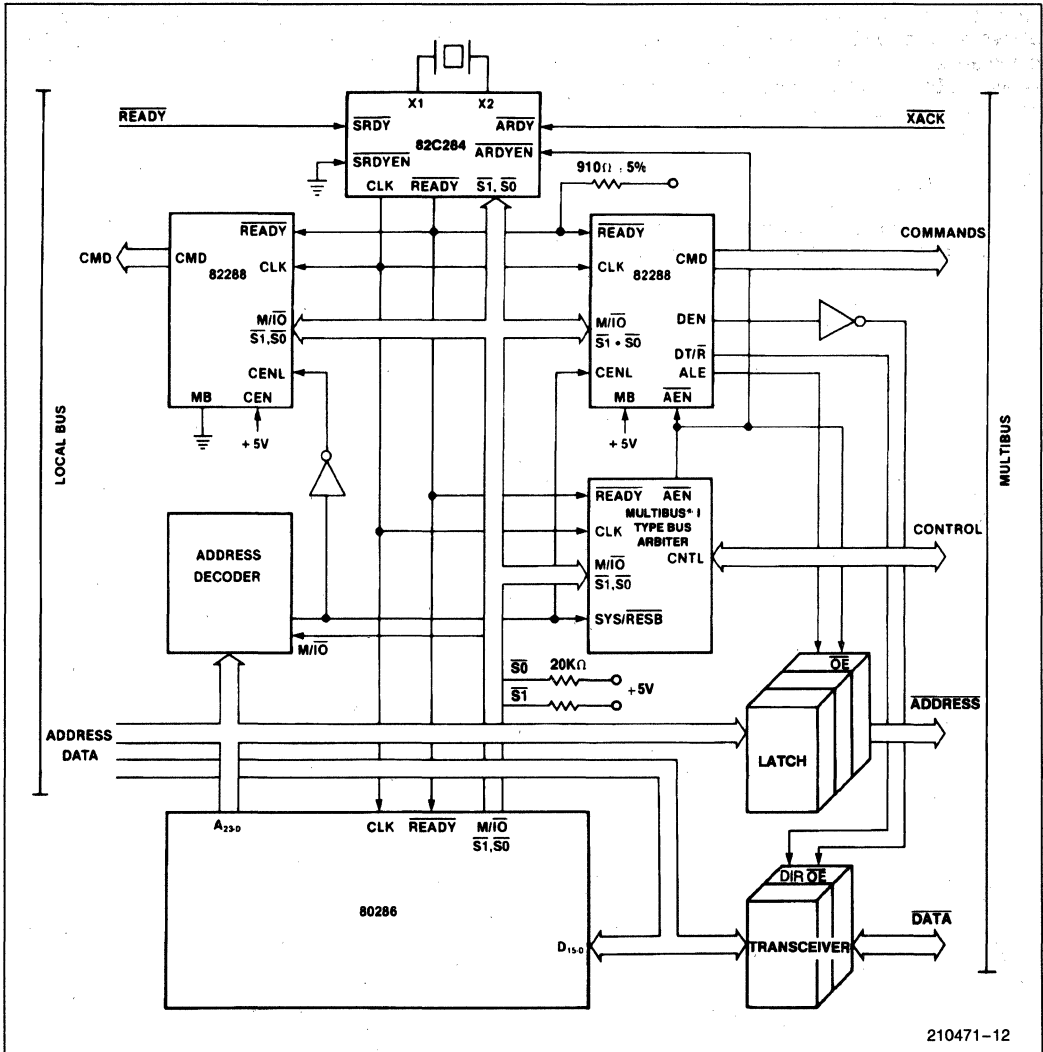 X1 X2
READY
SRDY
ARDY
XACK
82C284
SRDYEN
ARDYEN
CLK READY S1, S0
910Ω : 5%
READY
CLK
CMD
CMD
82288
M/IO
S1,S0
CENL
MB CEN
+5V
READY
CLK
CMD
82288
COMMANDS
M/IO
S1 • S0
DEN
DT/R
ALE
CENL
MB
AEN
+5V
LOCAL BUS
MULTIBUS
ADDRESS
DECODER
M/IO
READY AEN
MULTIBUS* I
TYPE BUS
ARBITER
CLK
CNTL
M/IO
S1,S0
SYS/RESB
CONTROL
S0 20KΩ
S1
+5V
OE
LATCH
ADDRESS
ADDRESS
DATA
A23-D
CLK READY M/IO
S1,S0
80286
D15-D
DIR OE
TRANSCEIVER
DATA
210471-12